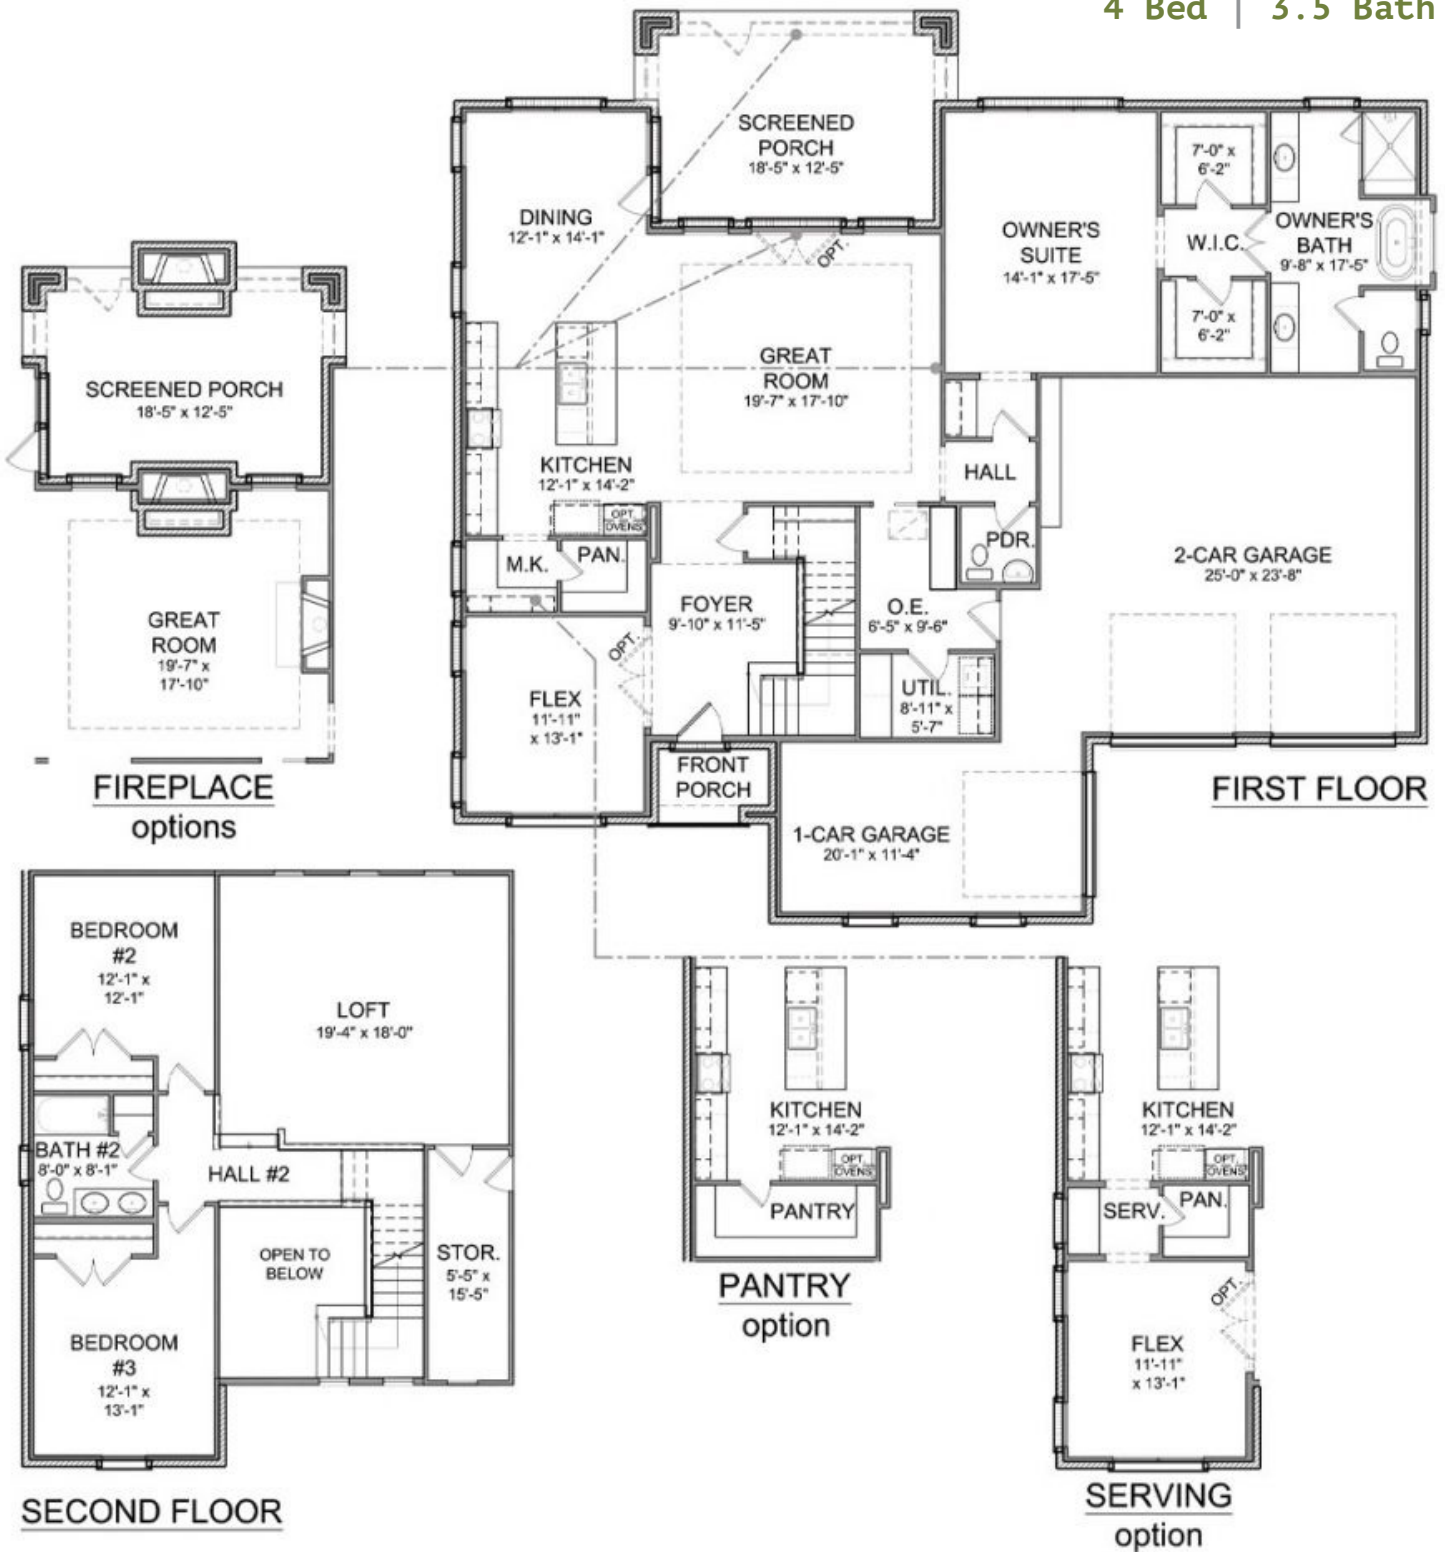 4 Bed | 3.5 Bath
SCREENED
PORCH
18'-5" x 12'-5"
DINING
12'-1" x 14'-1"
OPT.
OWNER'S
SUITE
14'-1" x 17'-5"
7'-0" x
6'-2"
W.I.C.
7'-0" x
6'-2"
OWNER'S
BATH
9'-8" x 17'-5"
GREAT
ROOM
19'-7" x 17'-10"
KITCHEN
12'-1" x 14'-2"
OPT.
OVENS
HALL
M.K.
PAN.
PDR.
2-CAR GARAGE
25'-0" x 23'-8"
FOYER
9'-10" x 11'-5"
O.E.
6'-5" x 9'-6"
OPT.
FLEX
11'-11"
x 13'-1"
UTIL.
8'-11" x
5'-7"
FRONT
PORCH
1-CAR GARAGE
20'-1" x 11'-4"
FIRST FLOOR
SCREENED PORCH
18'-5" x 12'-5"
GREAT
ROOM
19'-7" x
17'-10"
FIREPLACE
options
BEDROOM
#2
12'-1" x
12'-1"
LOFT
19'-4" x 18'-0"
BATH #2
8'-0" x 8'-1"
HALL #2
OPEN TO
BELOW
STOR.
5'-5" x
15'-5"
BEDROOM
#3
12'-1" x
13'-1"
SECOND FLOOR
KITCHEN
12'-1" x 14'-2"
OPT.
OVENS
PANTRY
PANTRY
option
KITCHEN
12'-1" x 14'-2"
OPT.
OVENS
SERV.
PAN.
OPT.
FLEX
11'-11"
x 13'-1"
SERVING
option